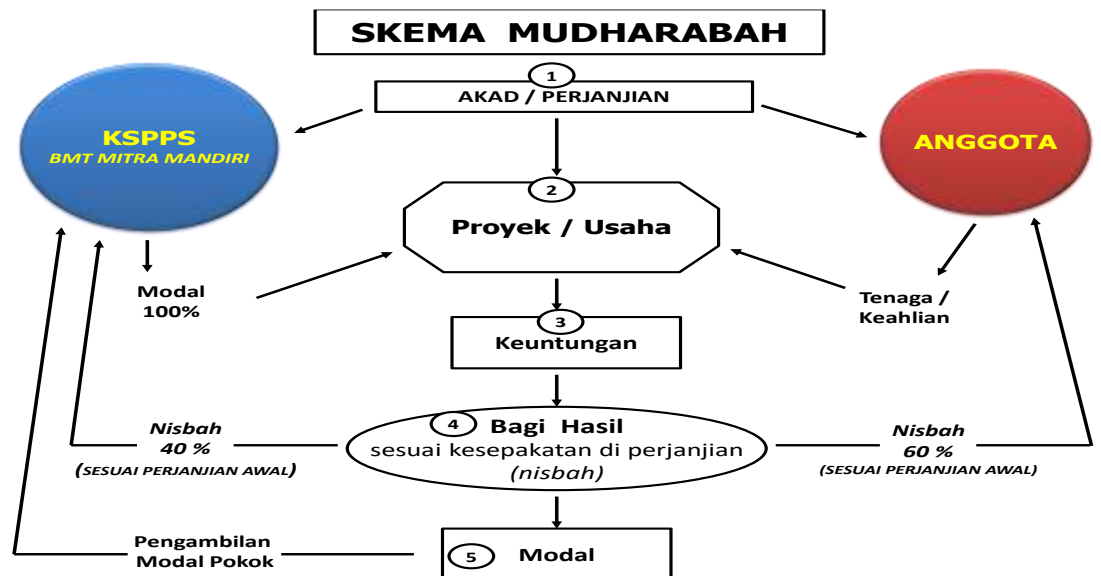 SKEMA MUDHARABAH
1
AKAD / PERJANJIAN
KSPPS
BMT MITRA MANDIRI
ANGGOTA
2
Proyek / Usaha
Modal
100%
Tenaga /
Keahlian
3
Keuntungan
4 Bagi Hasil
sesuai kesepakatan di perjanjian
(nisbah)
Nisbah
40 %
(SESUAI PERJANJIAN AWAL)
Nisbah
60 %
(SESUAI PERJANJIAN AWAL)
Pengambilan
Modal Pokok
5 Modal